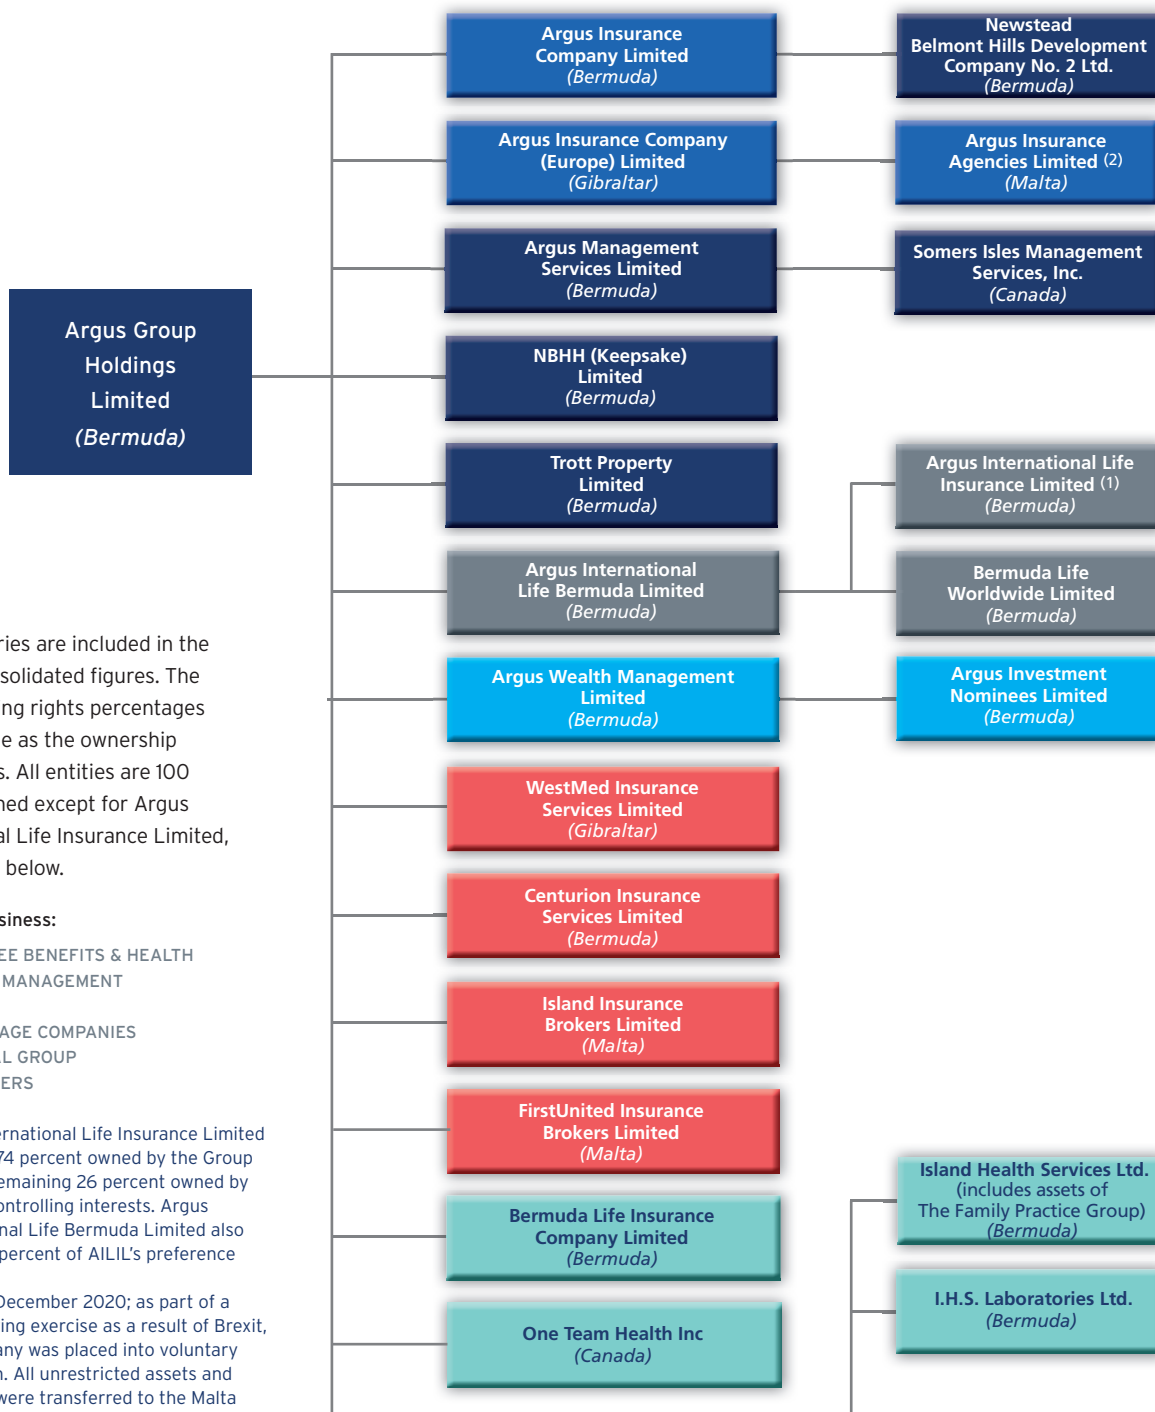 Argus Group
Holdings
Limited
(Bermuda)
Argus Insurance
Company Limited
(Bermuda)
Newstead
Belmont Hills Development
Company No. 2 Ltd.
(Bermuda)
Argus Insurance Company
(Europe) Limited
(Gibraltar)
Argus Insurance
Agencies Limited (2)
(Malta)
Argus Management
Services Limited
(Bermuda)
Somers Isles Management
Services, Inc.
(Canada)
NBHH (Keepsake)
Limited
(Bermuda)
Trott Property
Limited
(Bermuda)
Argus International
Life Bermuda Limited
(Bermuda)
Argus International Life
Insurance Limited (1)
(Bermuda)
Bermuda Life
Worldwide Limited
(Bermuda)
Argus Wealth Management
Limited
(Bermuda)
Argus Investment
Nominees Limited
(Bermuda)
WestMed Insurance
Services Limited
(Gibraltar)
Centurion Insurance
Services Limited
(Bermuda)
Island Insurance
Brokers Limited
(Malta)
FirstUnited Insurance
Brokers Limited
(Malta)
Bermuda Life Insurance
Company Limited
(Bermuda)
One Team Health Inc
(Canada)
Island Health Services Ltd.
(includes assets of
The Family Practice Group)
(Bermuda)
I.H.S. Laboratories Ltd.
(Bermuda)
ries are included in the
solidated figures. The
ng rights percentages
e as the ownership
s. All entities are 100
ned except for Argus
al Life Insurance Limited,
below.
siness:
EE BENEFITS & HEALTH
MANAGEMENT
AGE COMPANIES
L GROUP
ERS
ernational Life Insurance Limited
74 percent owned by the Group
emaining 26 percent owned by
ontrolling interests. Argus
nal Life Bermuda Limited also
percent of AILIL's preference
December 2020; as part of a
ing exercise as a result of Brexit,
any was placed into voluntary
n. All unrestricted assets and
were transferred to the Malta